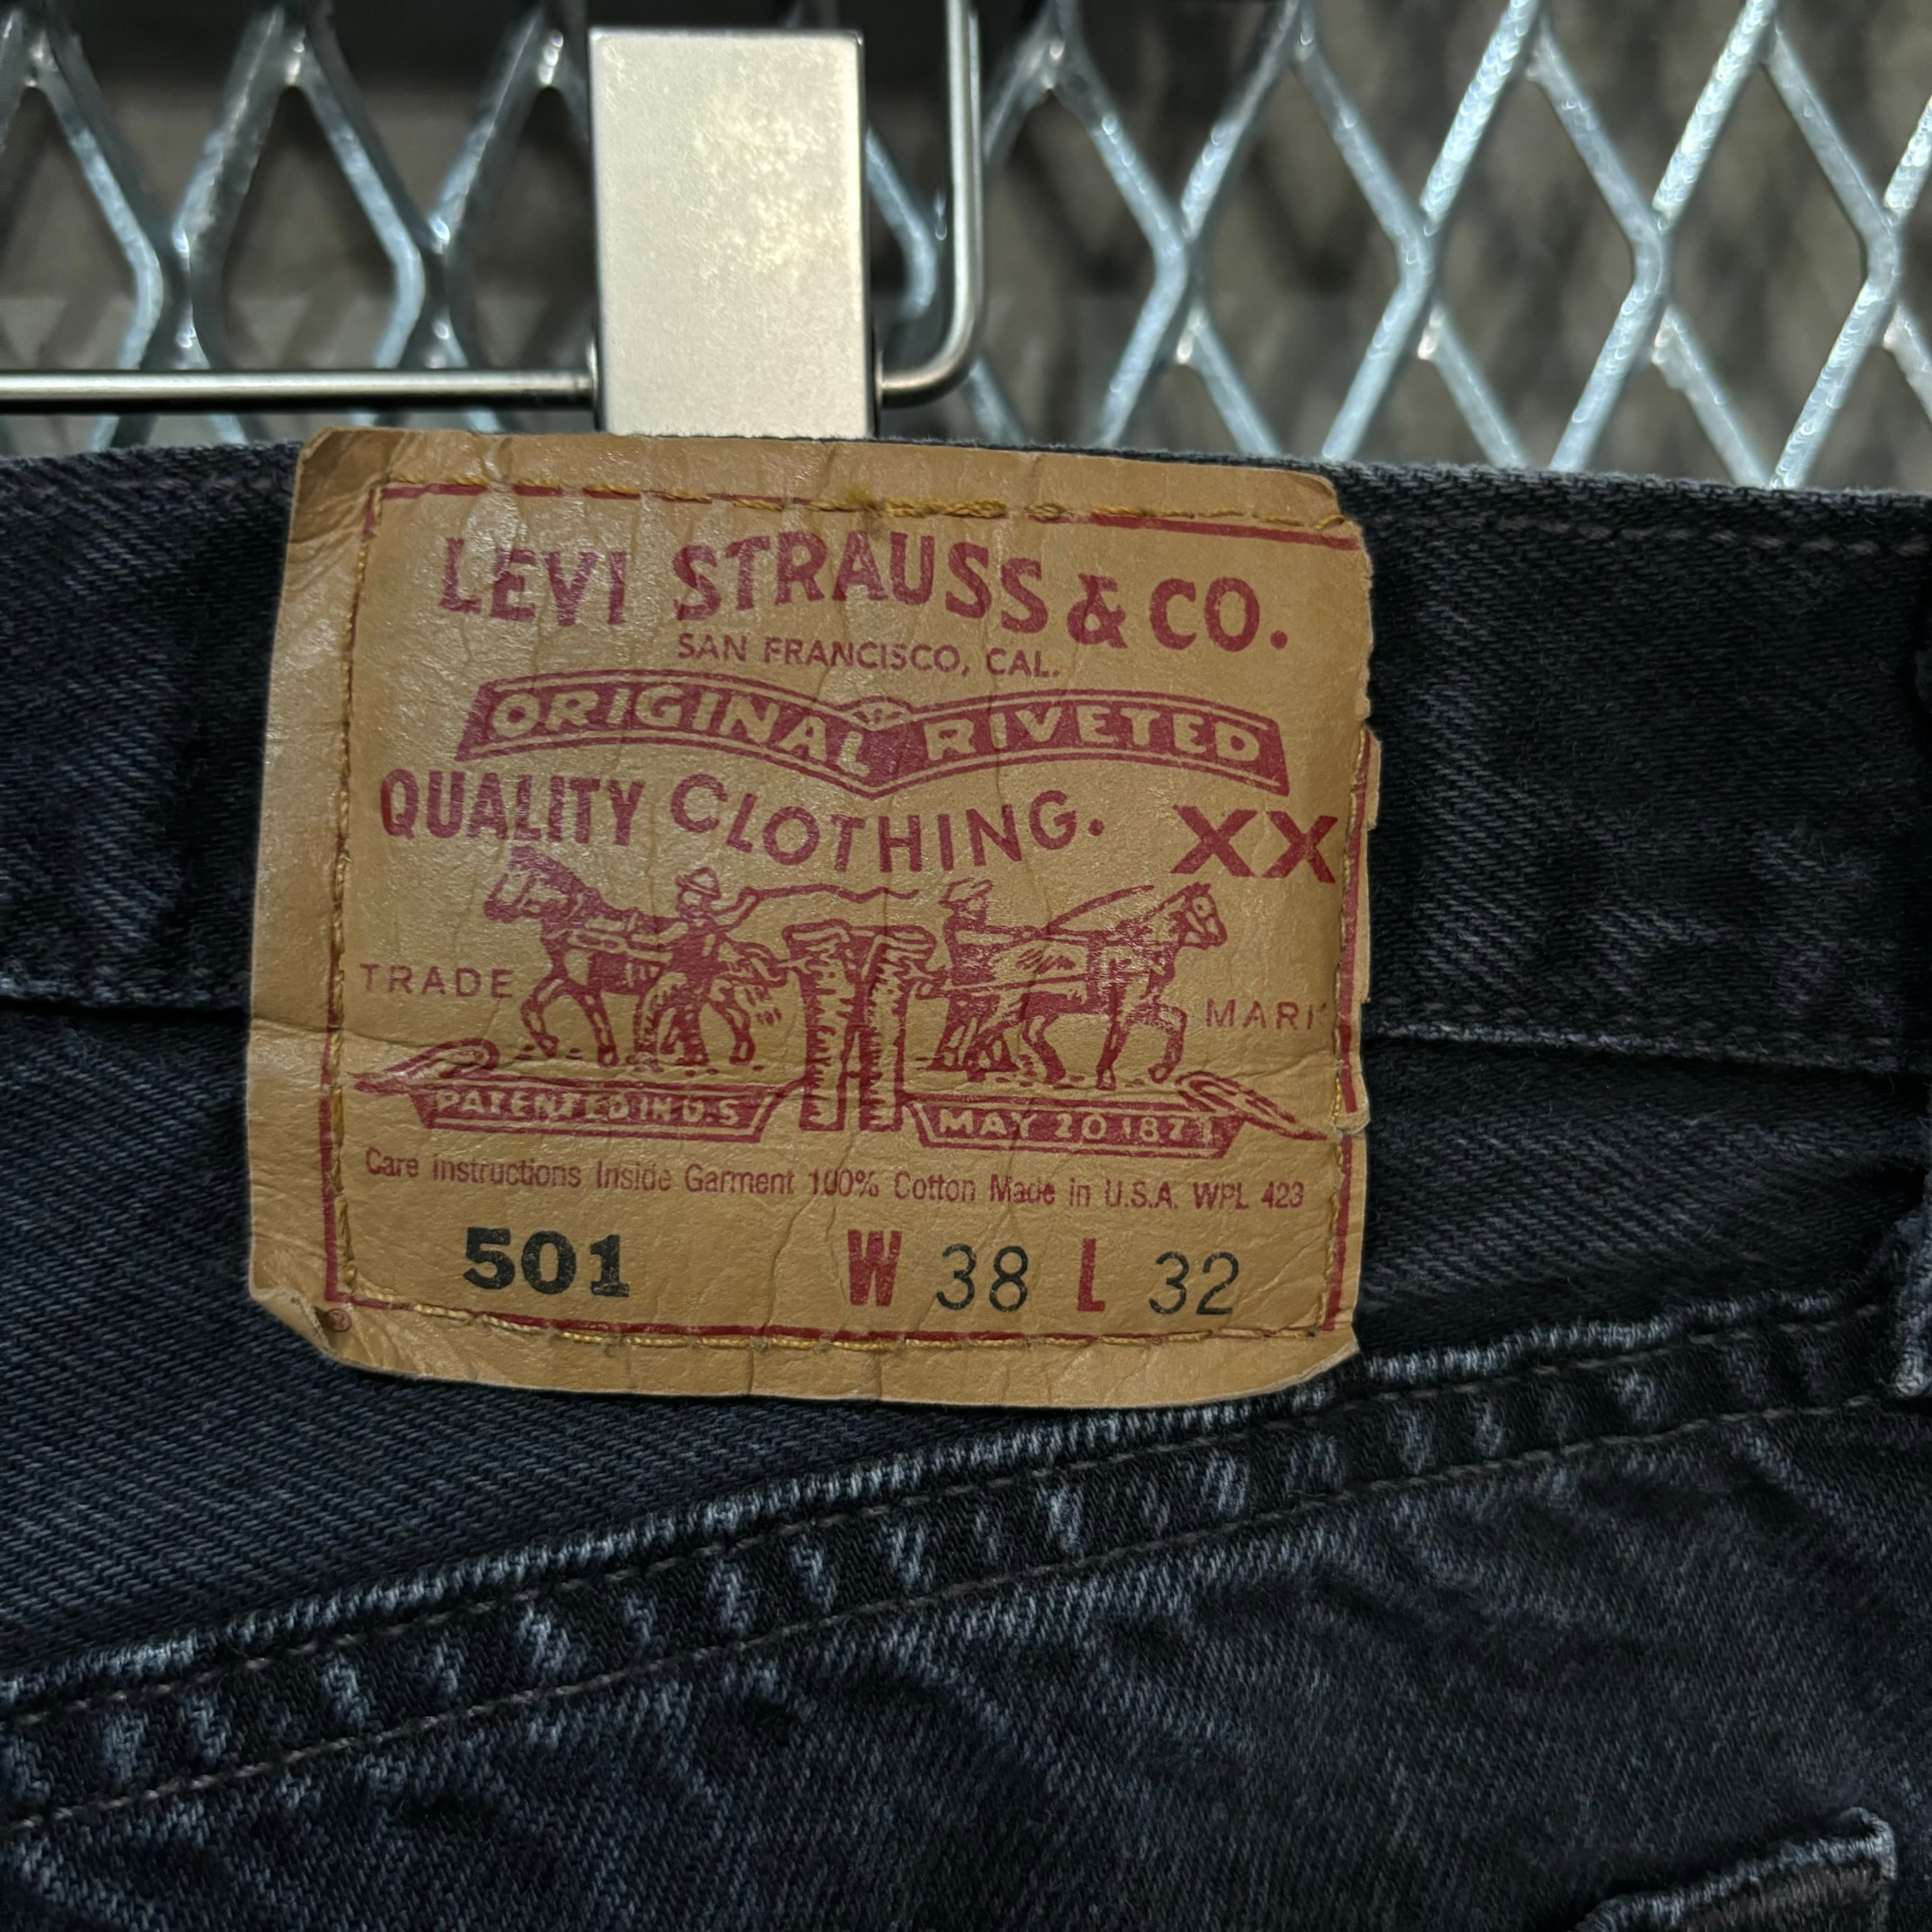 LEVI STRAUSS & CO.
SAN FRANCISCO, CAL.
ORIGINAL RIVETED
QUALITY CLOTHING. XX
TRADE MARK
PATENTED IN U.S
MAY 20 1873
Care Instructions Inside Garment 100% Cotton Made in U.S.A. WPL 423
501 W 38 L 32
®